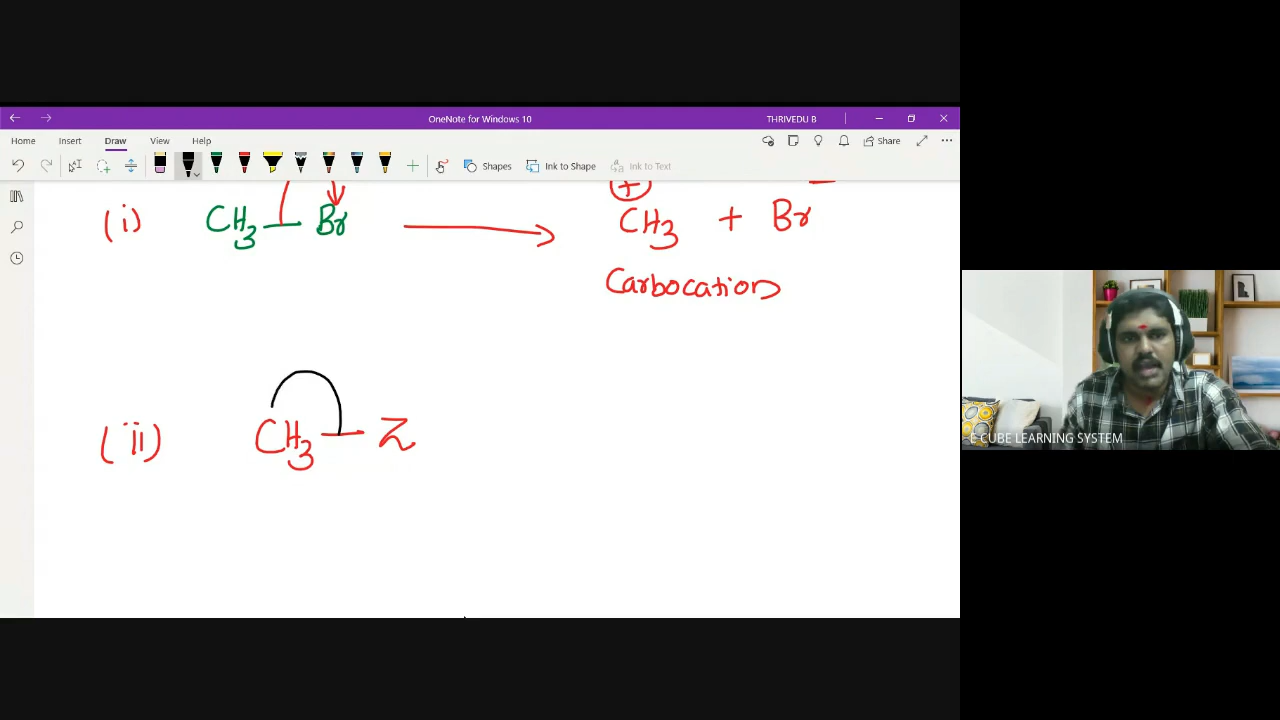 OneNote for Windows 10
THRIVEDU B
Home Insert Draw View Help
Share
Shapes Ink to Shape Ink to Text
(i) CH3 — Br ⟶ CH3 + Br
+ −
Carbocation
(ii) CH3 — Z
E CUBE LEARNING SYSTEM